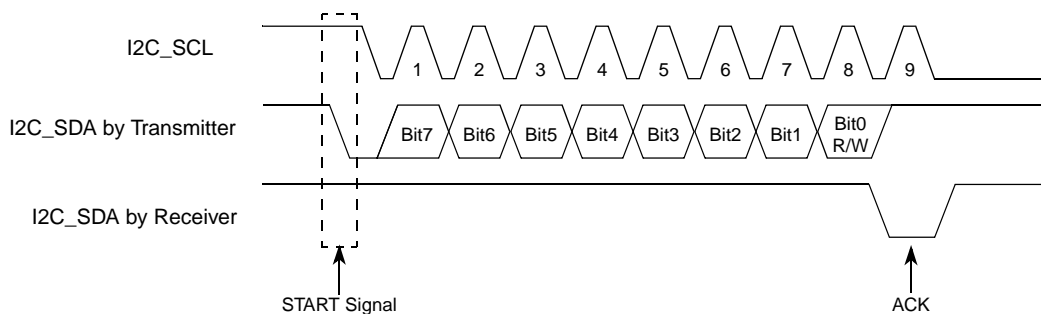 I2C_SCL
1 2 3 4 5 6 7 8 9
I2C_SDA by Transmitter
Bit7 Bit6 Bit5 Bit4 Bit3 Bit2 Bit1 Bit0
R/W
I2C_SDA by Receiver
START Signal
ACK